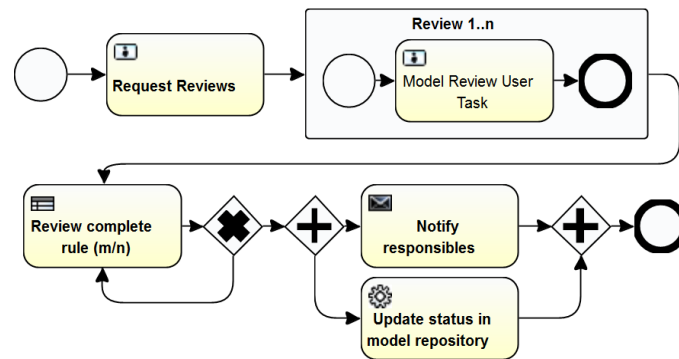 Review 1..n
Request Reviews
Model Review User
Task
Review complete
rule (m/n)
Notify
responsibles
Update status in
model repository